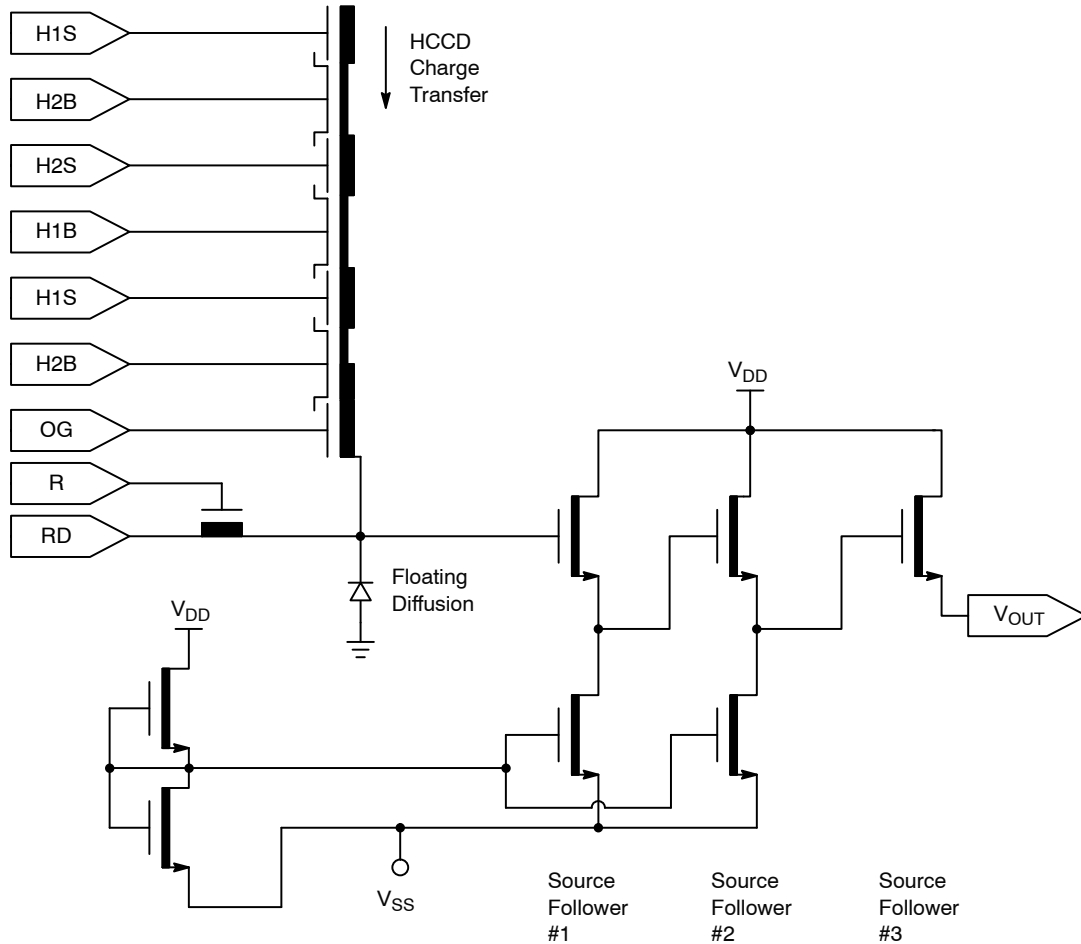 H1S
HCCD
Charge
Transfer
H2B
H2S
H1B
H1S
H2B
OG
R
RD
VDD
Floating
Diffusion
VDD
VOUT
VSS
Source
Follower
#1
Source
Follower
#2
Source
Follower
#3